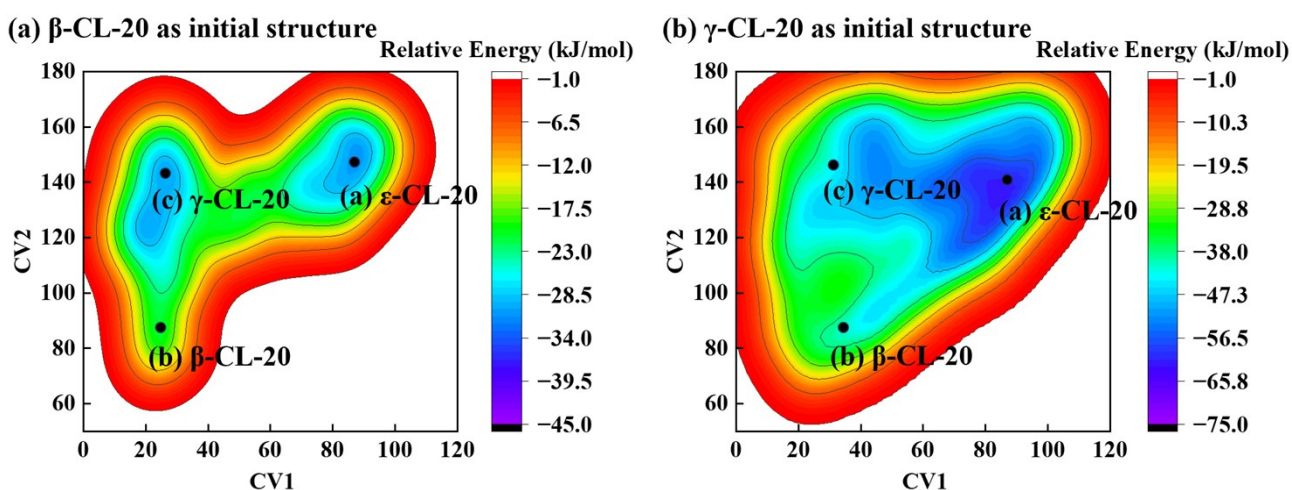 (a) β-CL-20 as initial structure
Relative Energy (kJ/mol)
180
160
140
120
100
80
60
CV2
0 20 40 60 80 100 120
CV1
(c) γ-CL-20
(a) ε-CL-20
(b) β-CL-20
−1.0
−6.5
−12.0
−17.5
−23.0
−28.5
−34.0
−39.5
−45.0
(b) γ-CL-20 as initial structure
Relative Energy (kJ/mol)
180
160
140
120
100
80
60
CV2
0 20 40 60 80 100 120
CV1
(c) γ-CL-20
(a) ε-CL-20
(b) β-CL-20
−1.0
−10.3
−19.5
−28.8
−38.0
−47.3
−56.5
−65.8
−75.0